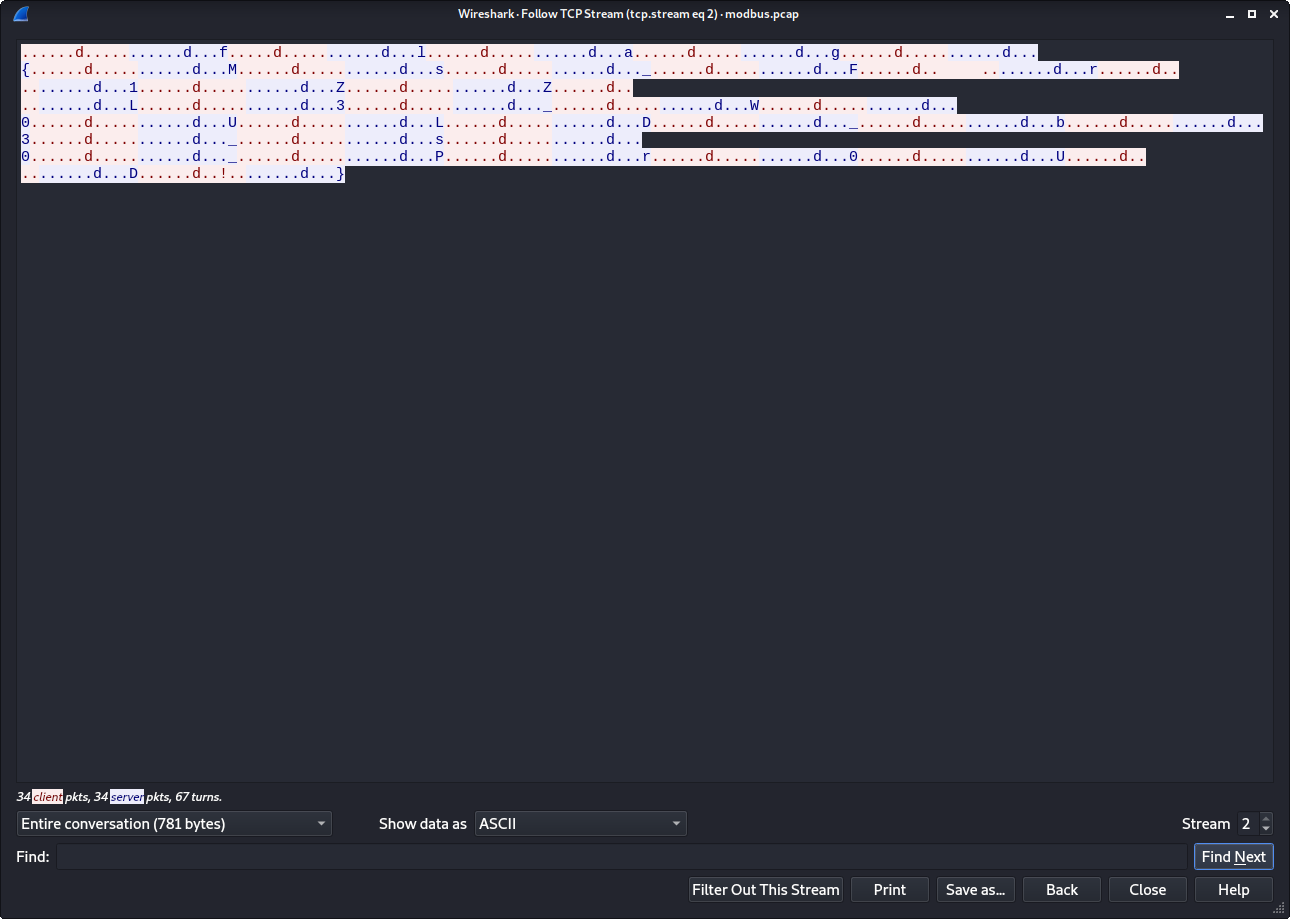 Wireshark · Follow TCP Stream (tcp.stream eq 2) · modbus.pcap
......d...........d...f.....d...........d...l......d...........d...a......d...........d...g......d...........d...
{......d...........d...M......d...........d...s......d...........d..._......d...........d...F......d..	........d...r......d..
........d...1......d...........d...Z......d...........d...Z......d..
........d...L......d...........d...3......d...........d..._......d...........d...W......d...........d...
0......d...........d...U......d...........d...L......d...........d...D......d...........d..._......d...........d...b......d...........d...
3......d...........d..._......d...........d...s......d...........d...
0......d...........d..._......d...........d...P......d...........d...r......d...........d...0......d...........d...U......d..
........d...D......d..!........d...}
34 client pkts, 34 server pkts, 67 turns.
Entire conversation (781 bytes) Show data as ASCII Stream 2
Find: Find Next
Filter Out This Stream Print Save as... Back Close Help